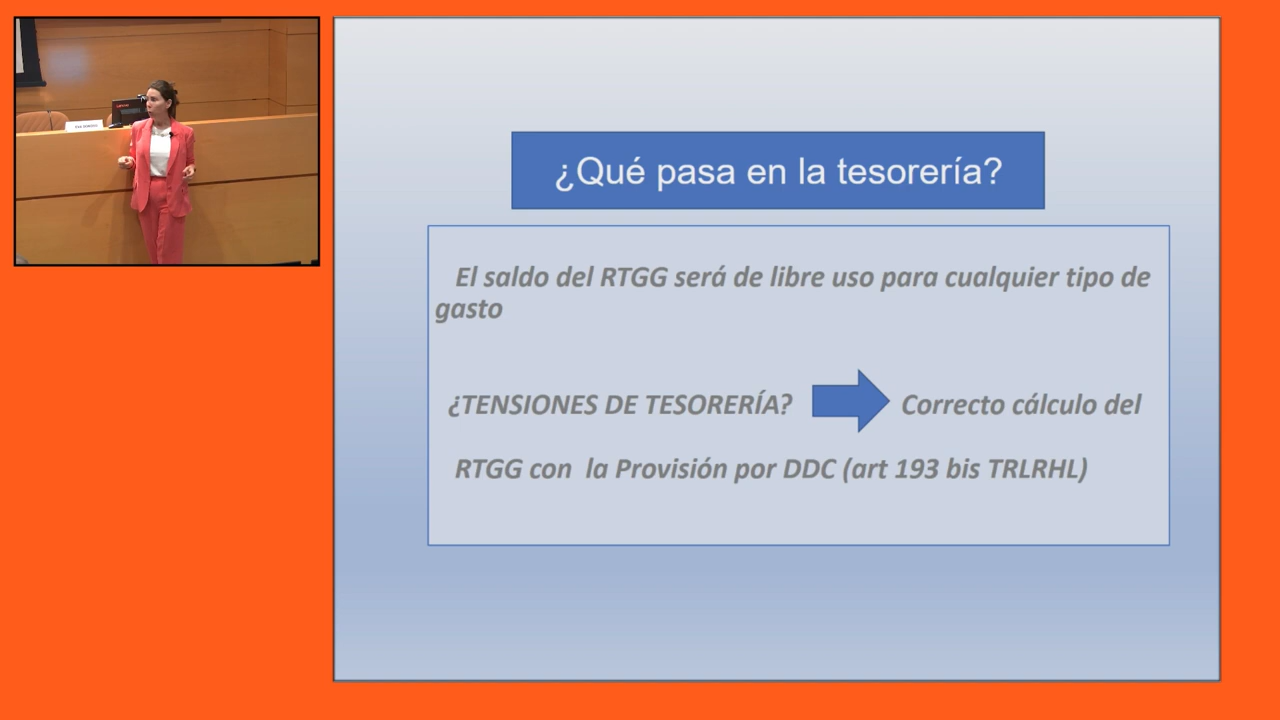 ¿Qué pasa en la tesorería?
El saldo del RTGG será de libre uso para cualquier tipo de
gasto
¿TENSIONES DE TESORERÍA? Correcto cálculo del
RTGG con la Provisión por DDC (art 193 bis TRLRHL)